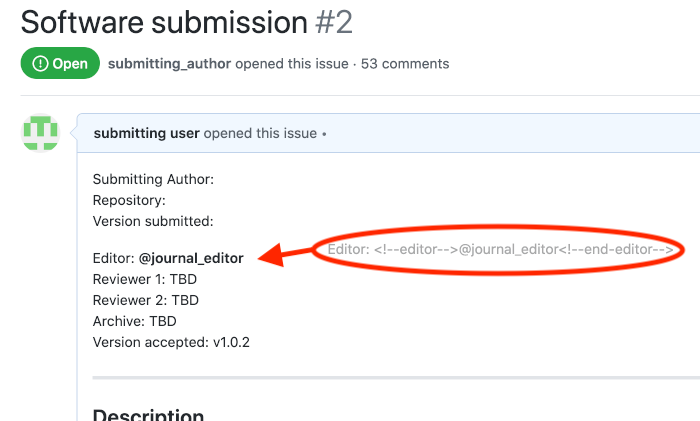 Software submission #2
Open submitting_author opened this issue · 53 comments
submitting user opened this issue •
Submitting Author:
Repository:
Version submitted:
Editor: @journal_editor
Editor: <!--editor-->@journal_editor<!--end-editor-->
Reviewer 1: TBD
Reviewer 2: TBD
Archive: TBD
Version accepted: v1.0.2
Description